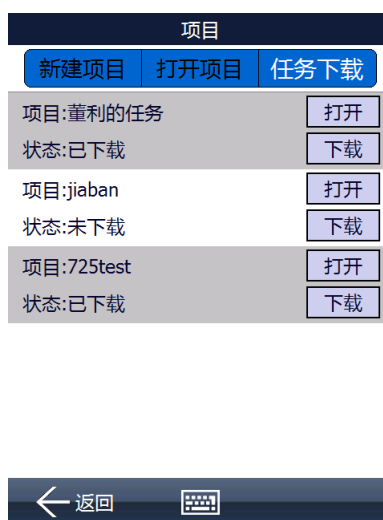 项目
新建项目 打开项目 任务下载
项目:董利的任务 打开
状态:已下载 下载
项目:jiaban 打开
状态:未下载 下载
项目:725test 打开
状态:已下载 下载
返回